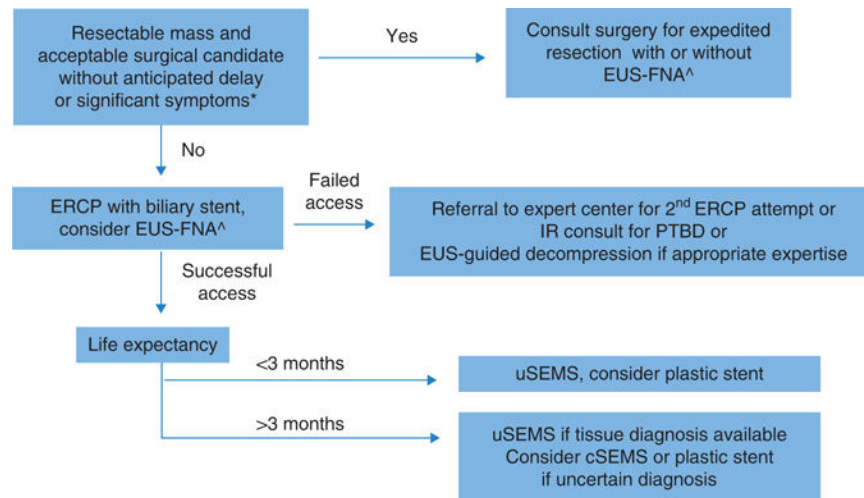 Resectable mass and
acceptable surgical candidate
without anticipated delay
or significant symptoms*
Yes
Consult surgery for expedited
resection with or without
EUS-FNA^
No
ERCP with biliary stent,
consider EUS-FNA^
Failed
access
Referral to expert center for 2nd ERCP attempt or
IR consult for PTBD or
EUS-guided decompression if appropriate expertise
Successful
access
Life expectancy
<3 months
uSEMS, consider plastic stent
>3 months
uSEMS if tissue diagnosis available
Consider cSEMS or plastic stent
if uncertain diagnosis